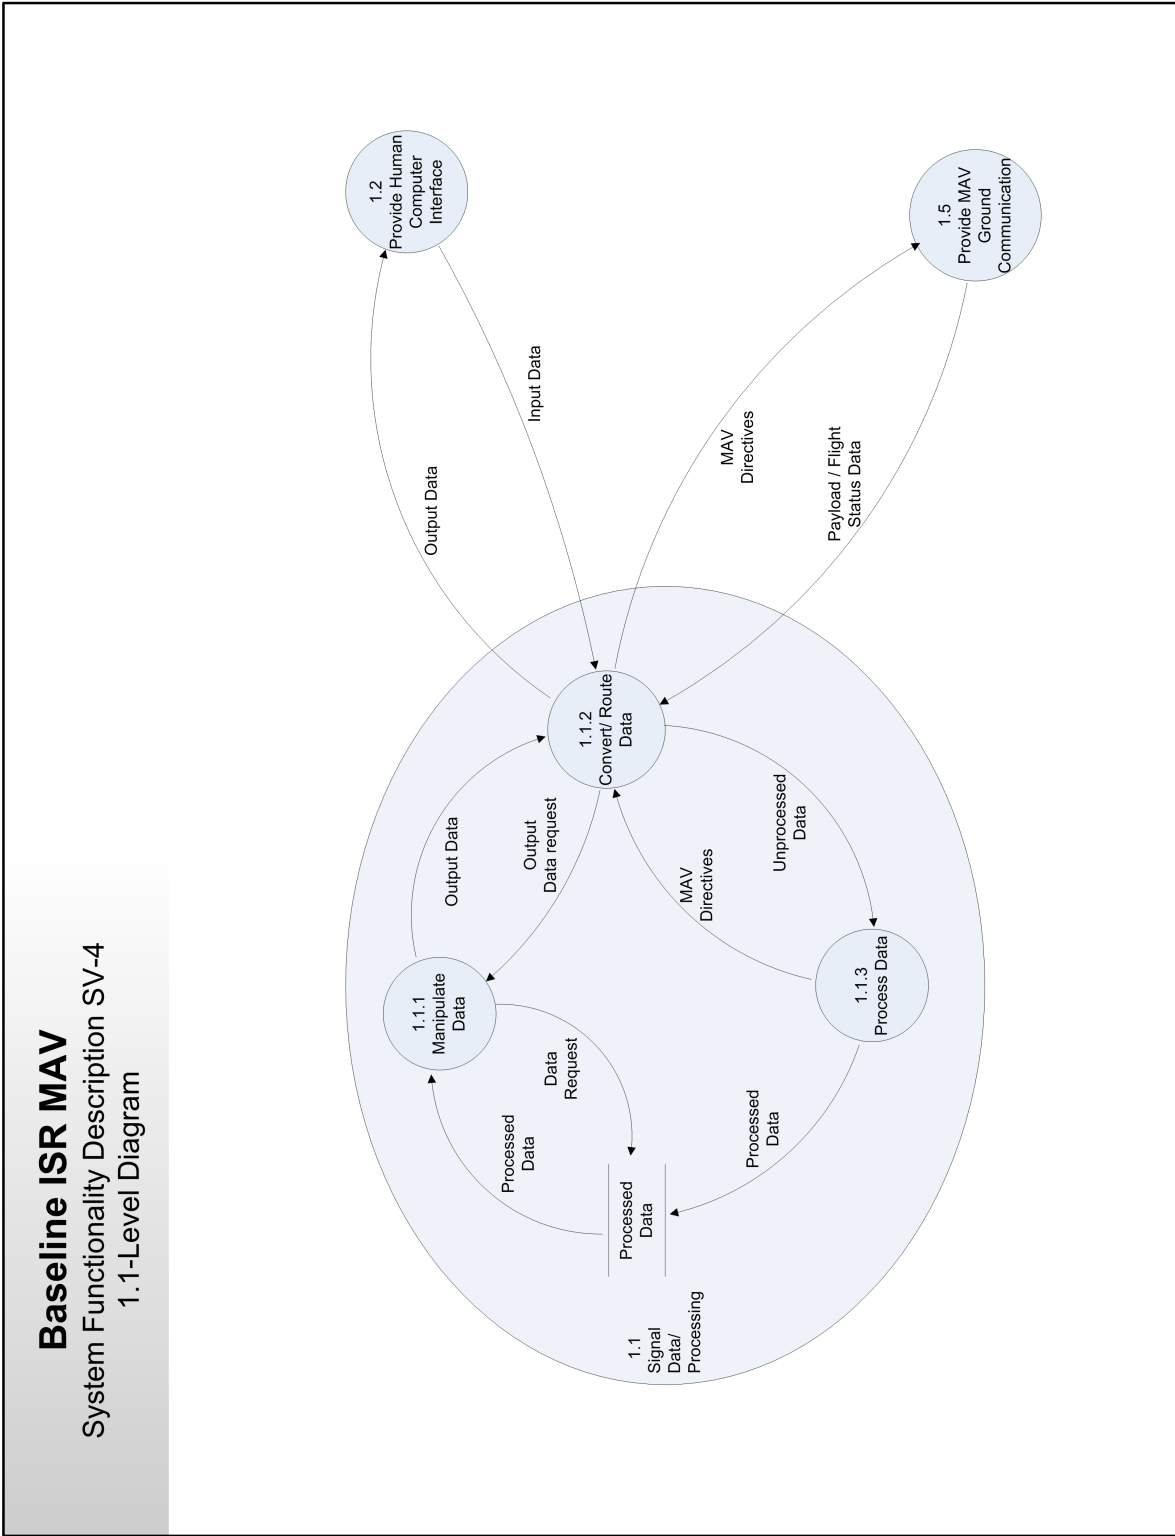 Baseline ISR MAV
System Functionality Description SV-4
1.1-Level Diagram
1.2
Provide Human
Computer
Interface
Output Data
Input Data
1.1.1
Manipulate
Data
Output Data
Output
Data request
1.1.2
Convert/ Route
Data
Processed
Data
Data
Request
1.1
Signal
Data/
Processing
Processed
Data
MAV
Directives
MAV
Directives
Unprocessed
Data
Processed
Data
Payload / Flight
Status Data
1.1.3
Process Data
1.5
Provide MAV
Ground
Communication